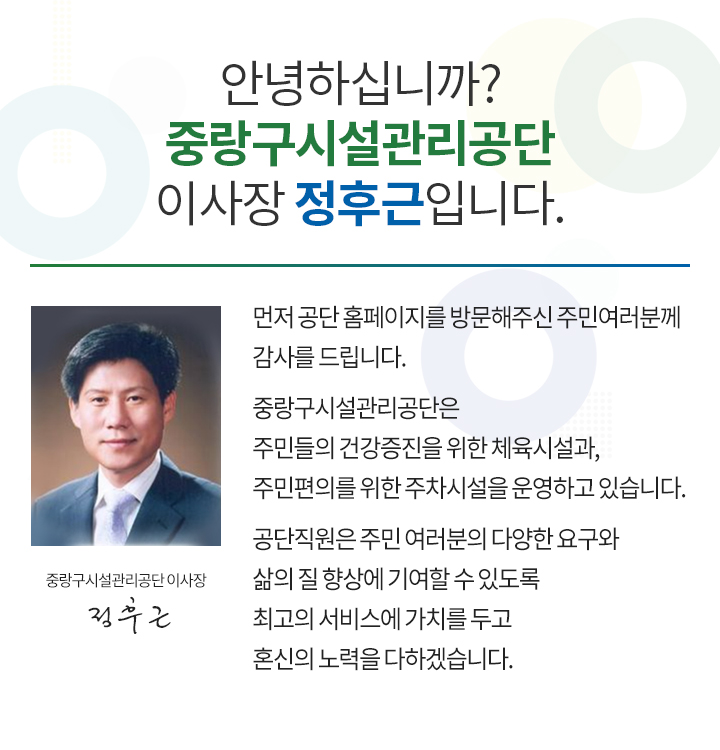 안녕하십니까?
중랑구시설관리공단
이사장 정후근입니다.
먼저 공단 홈페이지를 방문해주신 주민여러분께
감사를 드립니다.
중랑구시설관리공단은
주민들의 건강증진을 위한 체육시설과,
주민편의를 위한 주차시설을 운영하고 있습니다.
공단직원은 주민 여러분의 다양한 요구와
삶의 질 향상에 기여할 수 있도록
최고의 서비스에 가치를 두고
혼신의 노력을 다하겠습니다.
중랑구시설관리공단 이사장
정후근